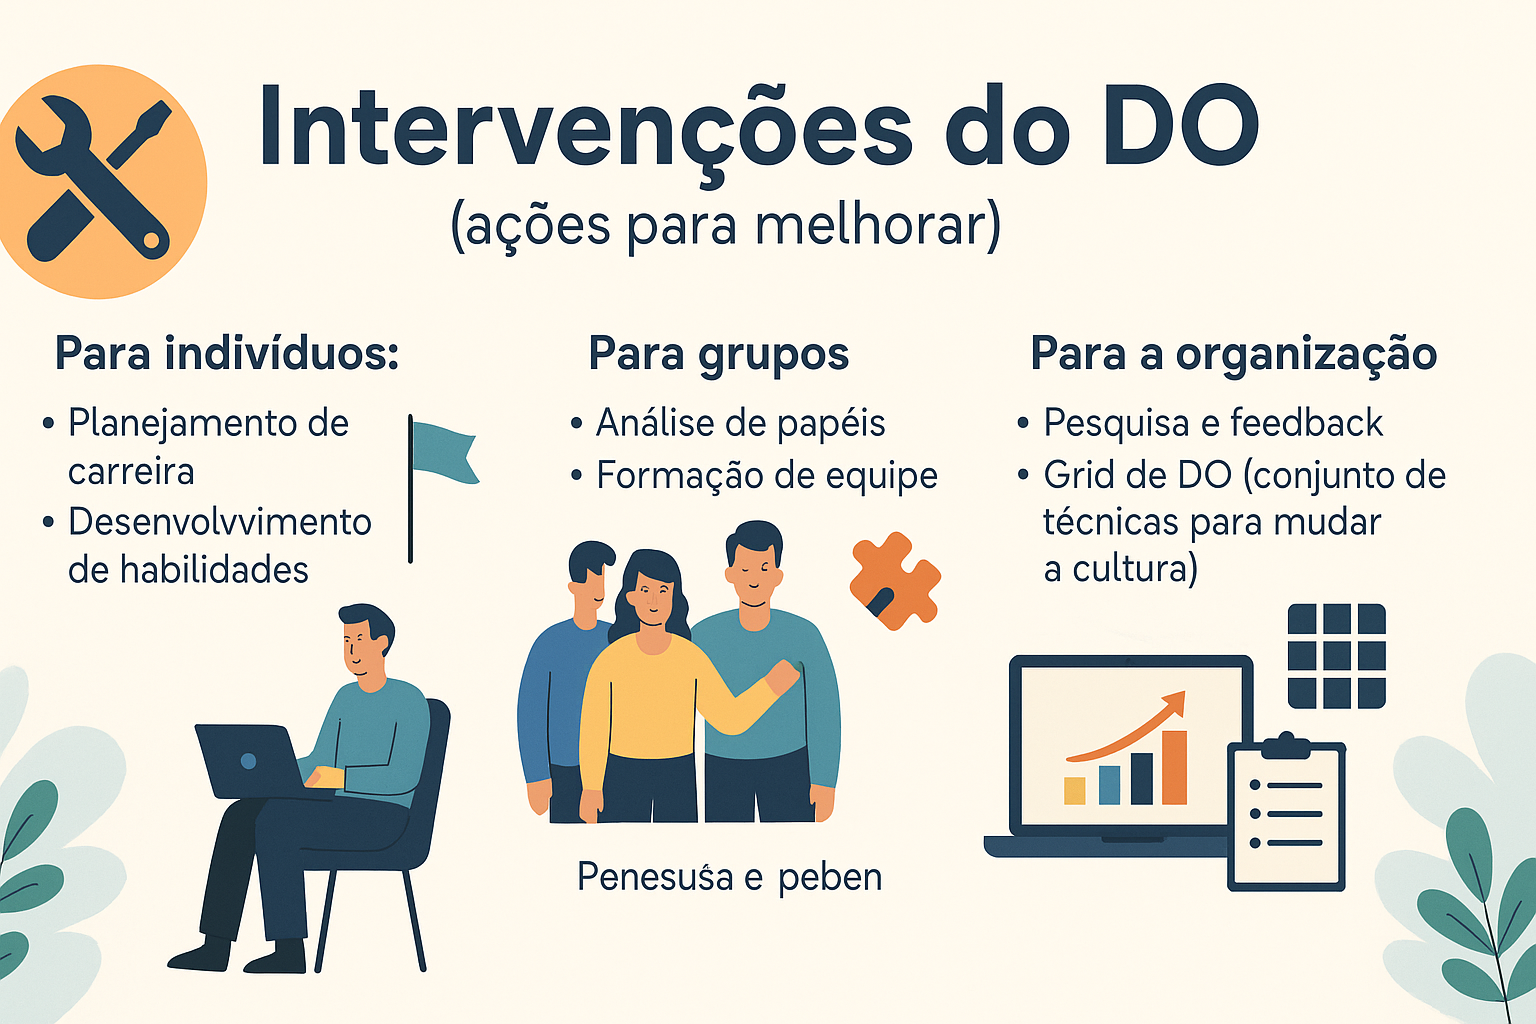 Intervenções do DO
(ações para melhorar)
Para indivíduos:
• Planejamento de
carreira
• Desenvolvvimento
de habilidades
Para grupos
• Análise de papéis
• Formação de equipe
Para a organização
• Pesquisa e feedback
• Grid de DO (conjunto de
técnicas para mudar
a cultura)
e peben